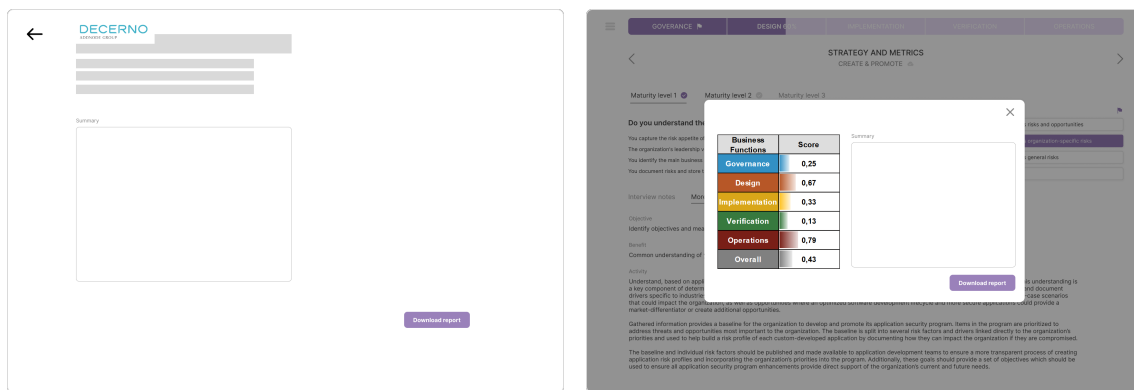 DECERNO
ADDNODE GROUP
Summary
Download report
GOVERANCE
DESIGN
IMPLEMENTATION
VERIFICATION
OPERATIONS
STRATEGY AND METRICS
CREATE & PROMOTE
Maturity level 1
Maturity level 2
Maturity level 3
Do you understand the
risks and opportunities
You capture the risk appetite
organization specific risks
The organization's leadership
general risks
You identify the main business
You document risks and store
Interview notes
Objective
Identify objectives and
Benefit
Common understanding of
Activity
Understand, based on
understanding is
a key component of
and document
drivers specific to industries
scenarios
that could impact the organization, as well as opportunities where an optimized software development lifecycle and more secure applications could provide a
market-differentiator or create additional opportunities.
Gathered information provides a baseline for the organization to develop and promote its application security program. Items in the program are prioritized to
address threats and opportunities most important to the organization. The baseline is split into several risk factors and drivers linked directly to the organization's
priorities and used to help build a risk profile of each custom-developed application by documenting how they can impact the organization if they are compromised.
The baseline and individual risk factors should be published and made available to application development teams to ensure a more transparent process of creating
application risk profiles and incorporating the organization's priorities into the program. Additionally, these goals should provide a set of objectives which should be
used to ensure all application security program enhancements provide direct support of the organization's current and future needs.
Business Functions
Score
Governance 0,25
Design 0,67
Implementation 0,33
Verification 0,13
Operations 0,79
Overall 0,43
Summary
Download report